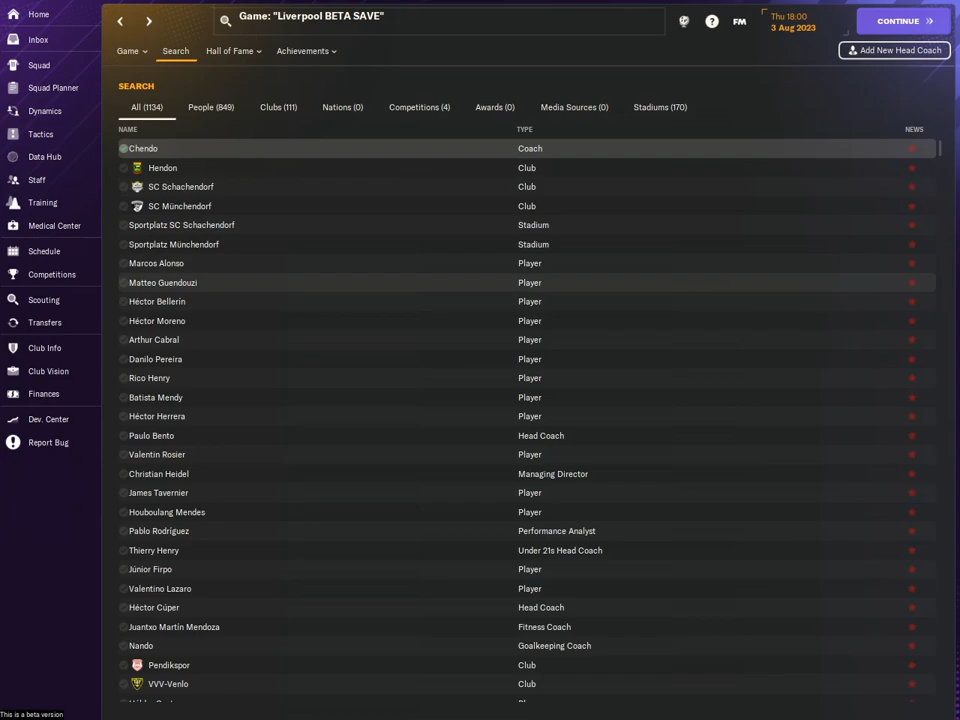 Home
Game: "Liverpool BETA SAVE"
?
FM
Thu 18:00
3 Aug 2023
CONTINUE
Inbox
Game
Search
Hall of Fame
Achievements
Add New Head Coach
Squad
Squad Planner
Dynamics
Tactics
Data Hub
Staff
Training
Medical Center
Schedule
Competitions
Scouting
Transfers
Club Info
Club Vision
Finances
Dev. Center
Report Bug
SEARCH
All (1134) People (849) Clubs (111) Nations (0) Competitions (4) Awards (0) Media Sources (0) Stadiums (170)
NAME TYPE NEWS
Chendo Coach
Hendon Club
SC Schachendorf Club
SC Münchendorf Club
Sportplatz SC Schachendorf Stadium
Sportplatz Münchendorf Stadium
Marcos Alonso Player
Matteo Guendouzi Player
Héctor Bellerín Player
Héctor Moreno Player
Arthur Cabral Player
Danilo Pereira Player
Rico Henry Player
Batista Mendy Player
Héctor Herrera Player
Paulo Bento Head Coach
Valentin Rosier Player
Christian Heidel Managing Director
James Tavernier Player
Houboulang Mendes Player
Pablo Rodríguez Performance Analyst
Thierry Henry Under 21s Head Coach
Júnior Firpo Player
Valentino Lazaro Player
Héctor Cúper Head Coach
Juantxo Martín Mendoza Fitness Coach
Nando Goalkeeping Coach
Pendikspor Club
VVV-Venlo Club
This is a beta version